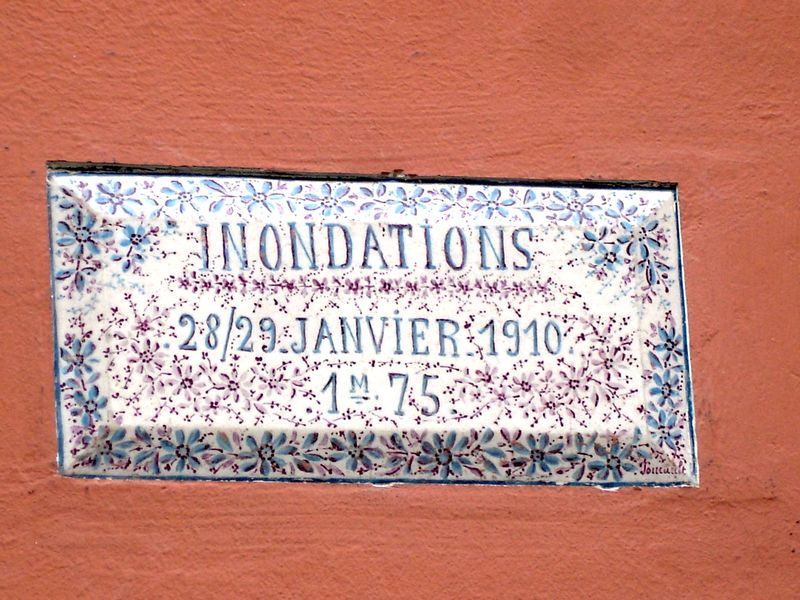 INONDATIONS
.28/29.JANVIER.1910.
.1M.75.